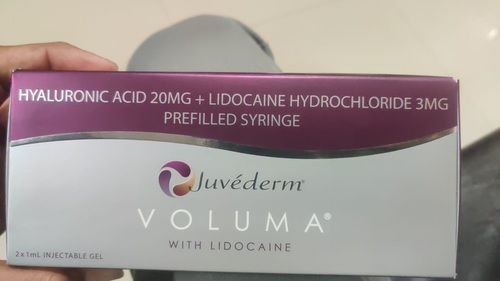 HYALURONIC ACID 20MG + LIDOCAINE HYDROCHLORIDE 3MG
PREFILLED SYRINGE
Juvéderm®
VOLUMA®
WITH LIDOCAINE
2 x 1mL INJECTABLE GEL